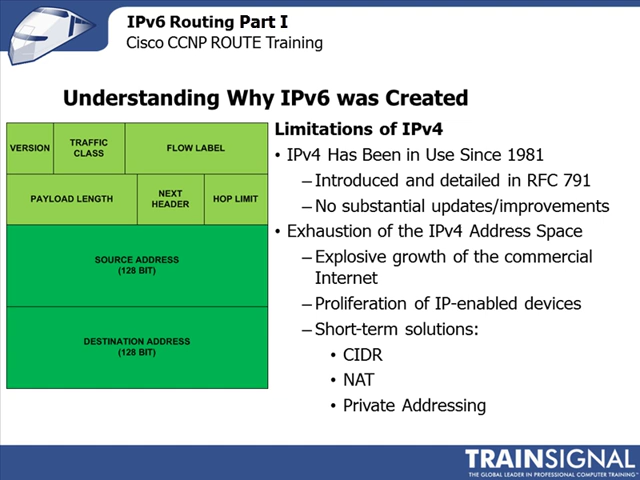 IPv6 Routing Part I
Cisco CCNP ROUTE Training
Understanding Why IPv6 was Created
VERSION
TRAFFIC
CLASS
FLOW LABEL
PAYLOAD LENGTH
NEXT
HEADER
HOP LIMIT
SOURCE ADDRESS
(128 BIT)
DESTINATION ADDRESS
(128 BIT)
Limitations of IPv4
• IPv4 Has Been in Use Since 1981
– Introduced and detailed in RFC 791
– No substantial updates/improvements
• Exhaustion of the IPv4 Address Space
– Explosive growth of the commercial
Internet
– Proliferation of IP-enabled devices
– Short-term solutions:
• CIDR
• NAT
• Private Addressing
TRAINSIGNAL
THE GLOBAL LEADER IN PROFESSIONAL COMPUTER TRAINING